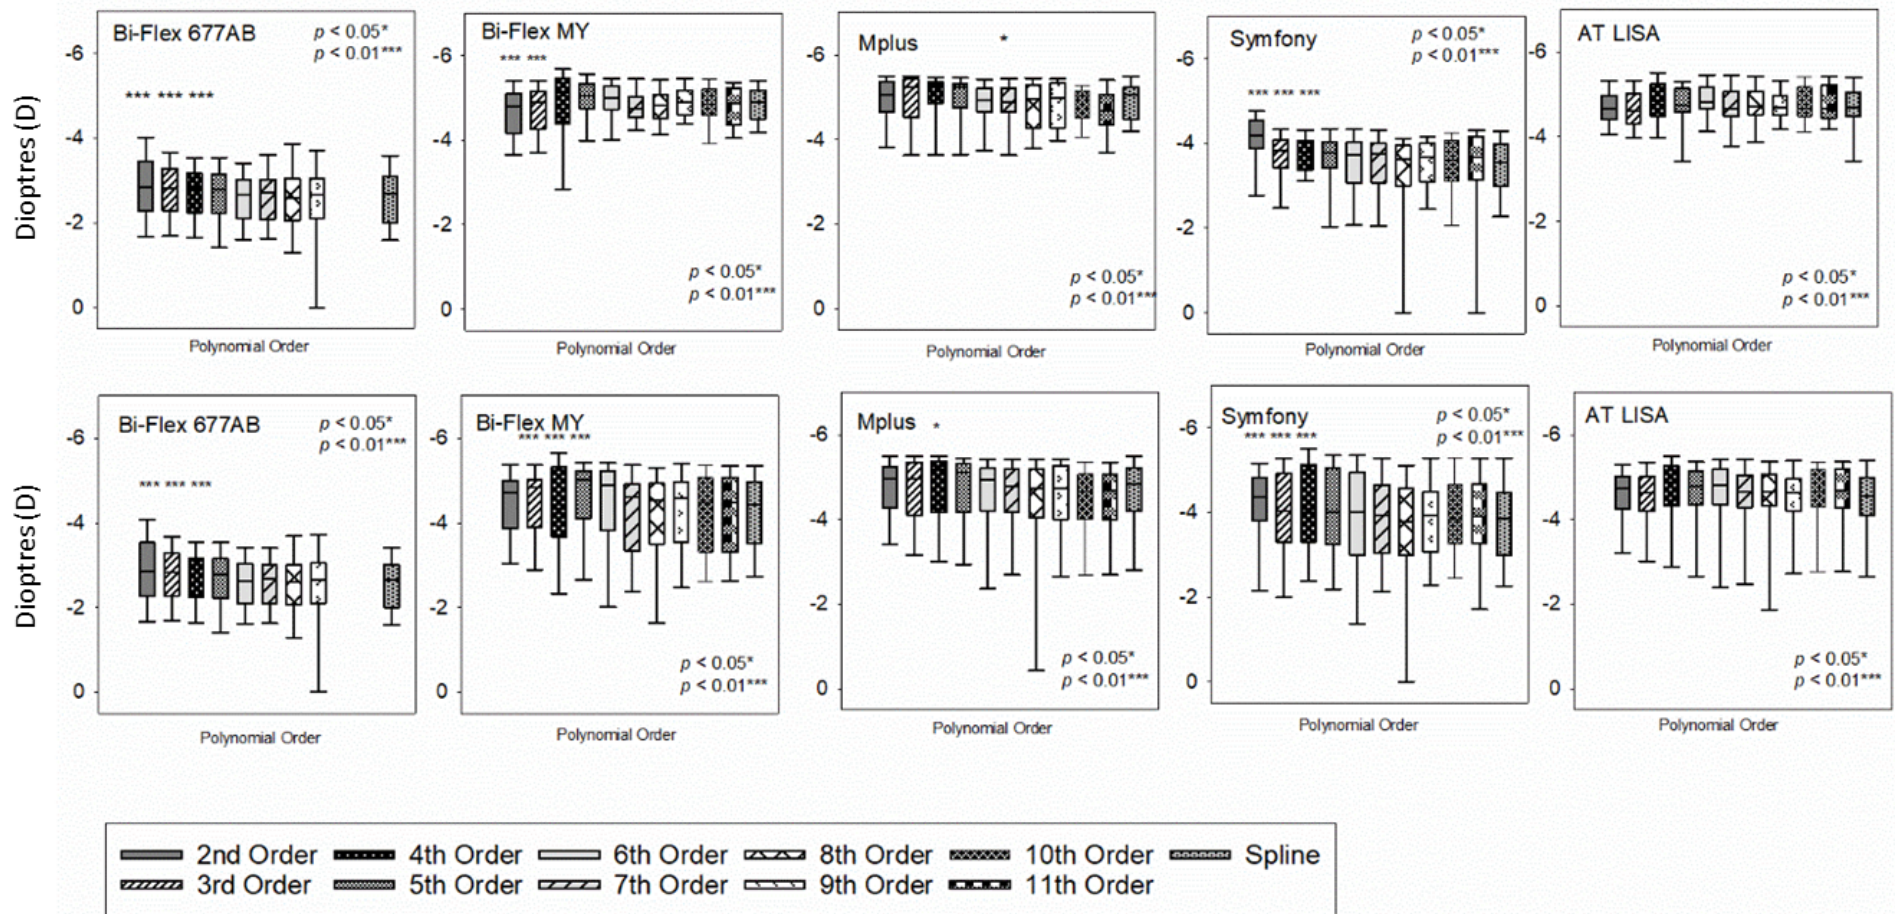 Dioptres (D)
Bi-Flex 677AB
p < 0.05*
p < 0.01***
*** *** ***
-6
-4
-2
0
Polynomial Order
Bi-Flex MY
*** ***
-6
-4
-2
0
p < 0.05*
p < 0.01***
Polynomial Order
Mplus
*
-6
-4
-2
0
p < 0.05*
p < 0.01***
Polynomial Order
Symfony
p < 0.05*
p < 0.01***
*** *** ***
-6
-4
-2
0
Polynomial Order
AT LISA
-6
-4
-2
0
p < 0.05*
p < 0.01***
Polynomial Order
Dioptres (D)
Bi-Flex 677AB
p < 0.05*
p < 0.01***
*** *** ***
-6
-4
-2
0
Polynomial Order
Bi-Flex MY
*** *** ***
-6
-4
-2
0
p < 0.05*
p < 0.01***
Polynomial Order
Mplus
*
-6
-4
-2
0
p < 0.05*
p < 0.01***
Polynomial Order
Symfony
p < 0.05*
p < 0.01***
*** *** ***
-6
-4
-2
0
Polynomial Order
AT LISA
-6
-4
-2
0
p < 0.05*
p < 0.01***
Polynomial Order
2nd Order 4th Order 6th Order 8th Order 10th Order Spline
3rd Order 5th Order 7th Order 9th Order 11th Order